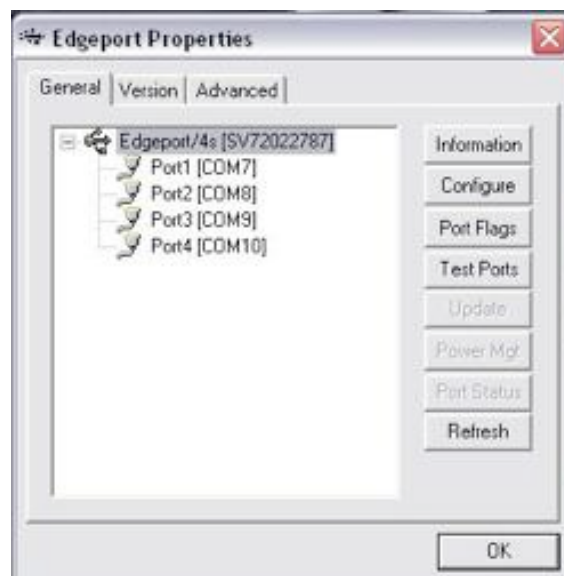 Edgeport Properties
General Version Advanced
Edgeport/4s [SV72022787]
Port1 [COM7]
Port2 [COM8]
Port3 [COM9]
Port4 [COM10]
Information
Configure
Port Flags
Test Ports
Update
Power Mgt
Port Status
Refresh
OK